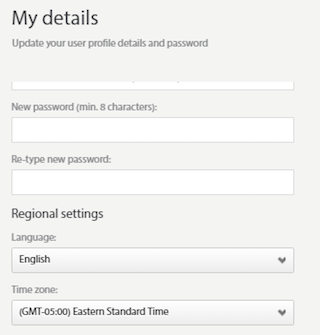 My details
Update your user profile details and password
New password (min. 8 characters):
Re-type new password:
Regional settings
Language:
English
Time zone:
(GMT-05:00) Eastern Standard Time